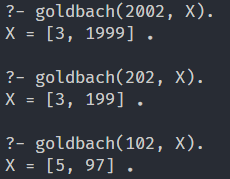 ?- goldbach(2002, X).
X = [3, 1999] .
?- goldbach(202, X).
X = [3, 199] .
?- goldbach(102, X).
X = [5, 97] .